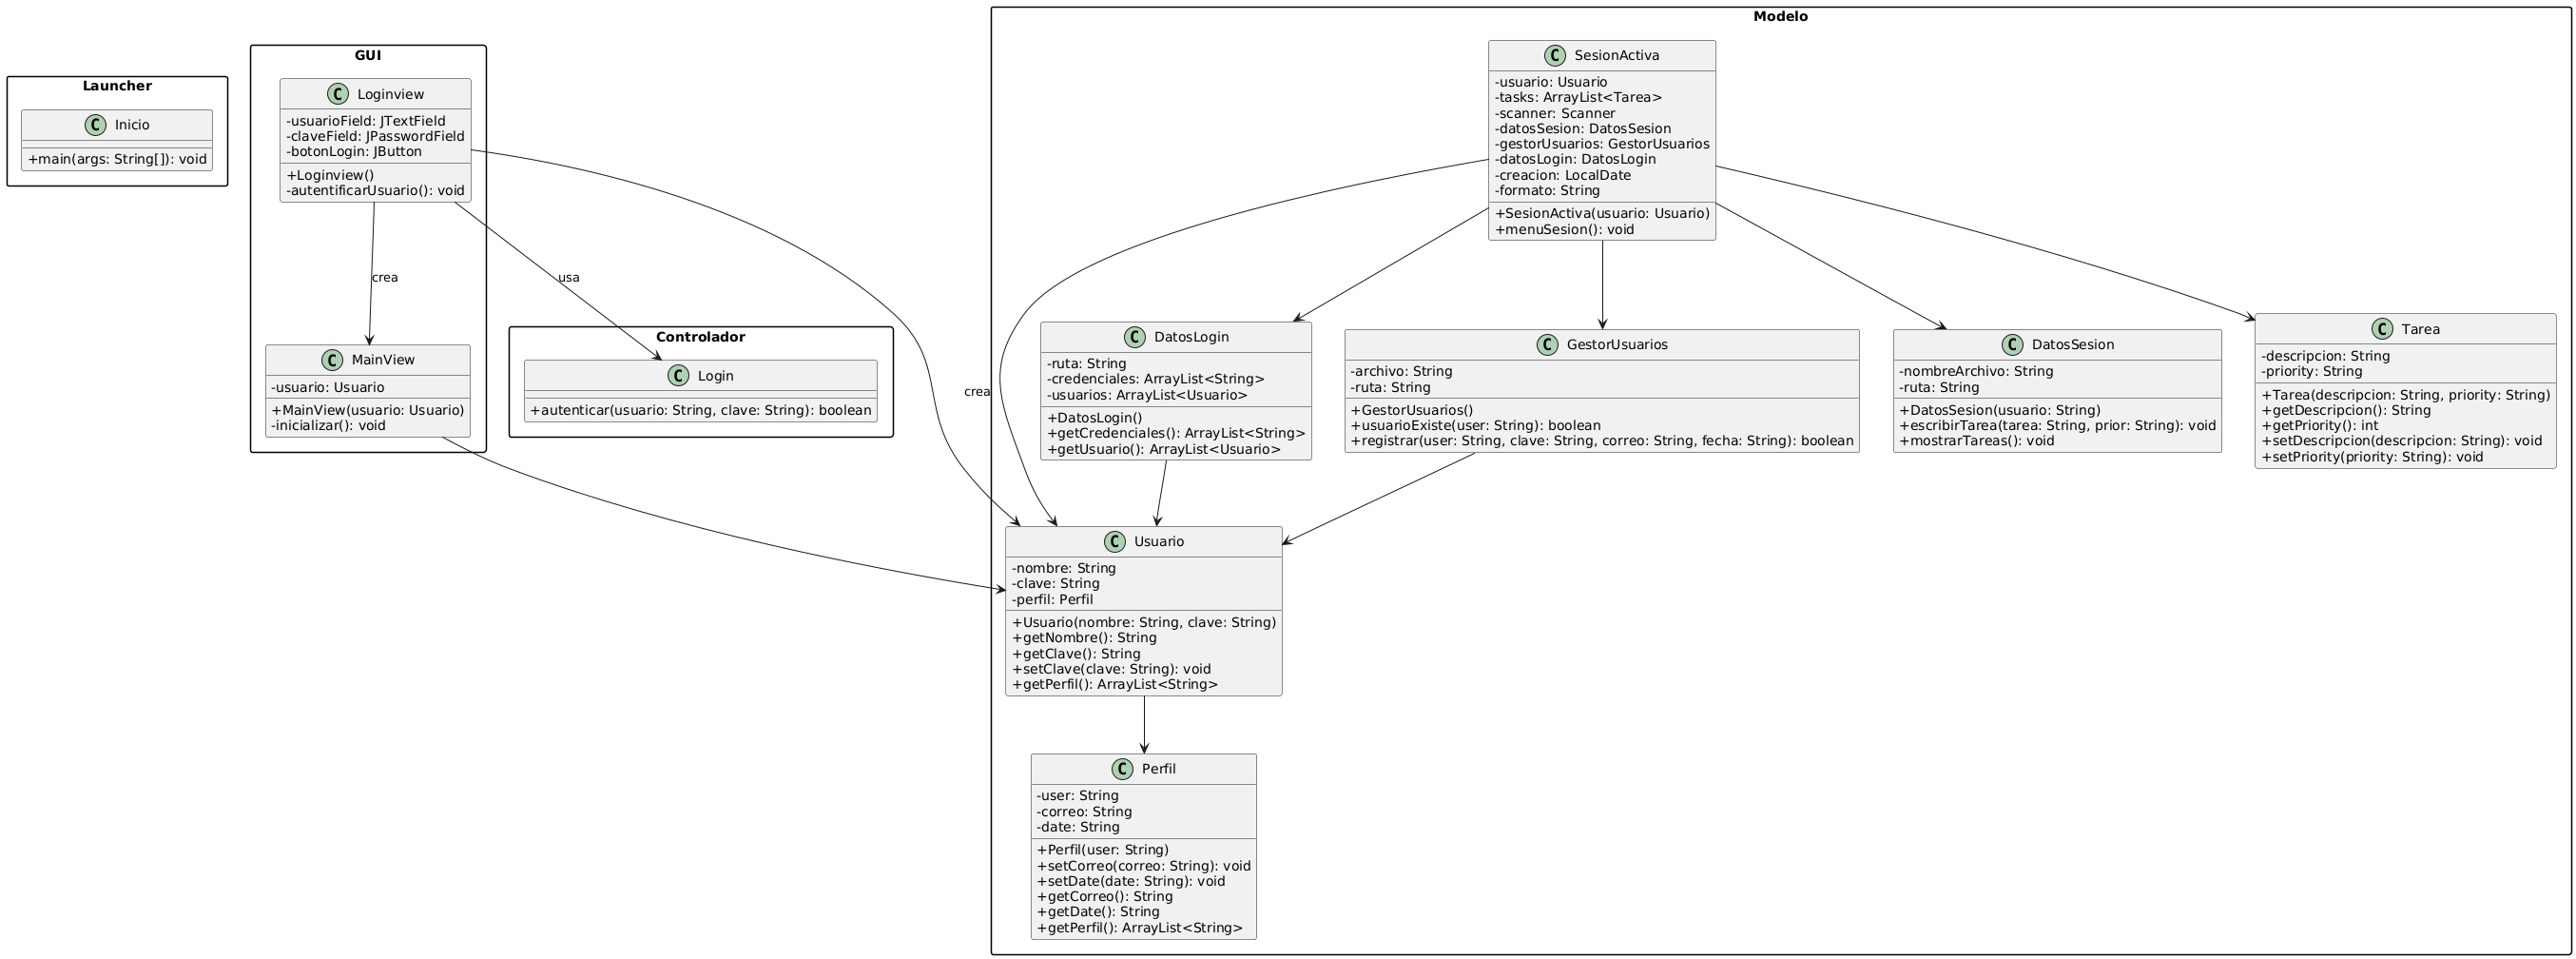 Launcher
C Inicio
+main(args: String[]): void
GUI
C Loginview
-usuarioField: JTextField
-claveField: JPasswordField
-botonLogin: JButton
+Loginview()
-autentificarUsuario(): void
crea
usa
crea
C MainView
-usuario: Usuario
+MainView(usuario: Usuario)
-inicializar(): void
Controlador
C Login
+autenticar(usuario: String, clave: String): boolean
Modelo
C SesionActiva
-usuario: Usuario
-tasks: ArrayList<Tarea>
-scanner: Scanner
-datosSesion: DatosSesion
-gestorUsuarios: GestorUsuarios
-datosLogin: DatosLogin
-creacion: LocalDate
-formato: String
+SesionActiva(usuario: Usuario)
+menuSesion(): void
C DatosLogin
-ruta: String
-credenciales: ArrayList<String>
-usuarios: ArrayList<Usuario>
+DatosLogin()
+getCredenciales(): ArrayList<String>
+getUsuario(): ArrayList<Usuario>
C GestorUsuarios
-archivo: String
-ruta: String
+GestorUsuarios()
+usuarioExiste(user: String): boolean
+registrar(user: String, clave: String, correo: String, fecha: String): boolean
C DatosSesion
-nombreArchivo: String
-ruta: String
+DatosSesion(usuario: String)
+escribirTarea(tarea: String, prior: String): void
+mostrarTareas(): void
C Tarea
-descripcion: String
-priority: String
+Tarea(descripcion: String, priority: String)
+getDescripcion(): String
+getPriority(): int
+setDescripcion(descripcion: String): void
+setPriority(priority: String): void
C Usuario
-nombre: String
-clave: String
-perfil: Perfil
+Usuario(nombre: String, clave: String)
+getNombre(): String
+getClave(): String
+setClave(clave: String): void
+getPerfil(): ArrayList<String>
C Perfil
-user: String
-correo: String
-date: String
+Perfil(user: String)
+setCorreo(correo: String): void
+setDate(date: String): void
+getCorreo(): String
+getDate(): String
+getPerfil(): ArrayList<String>